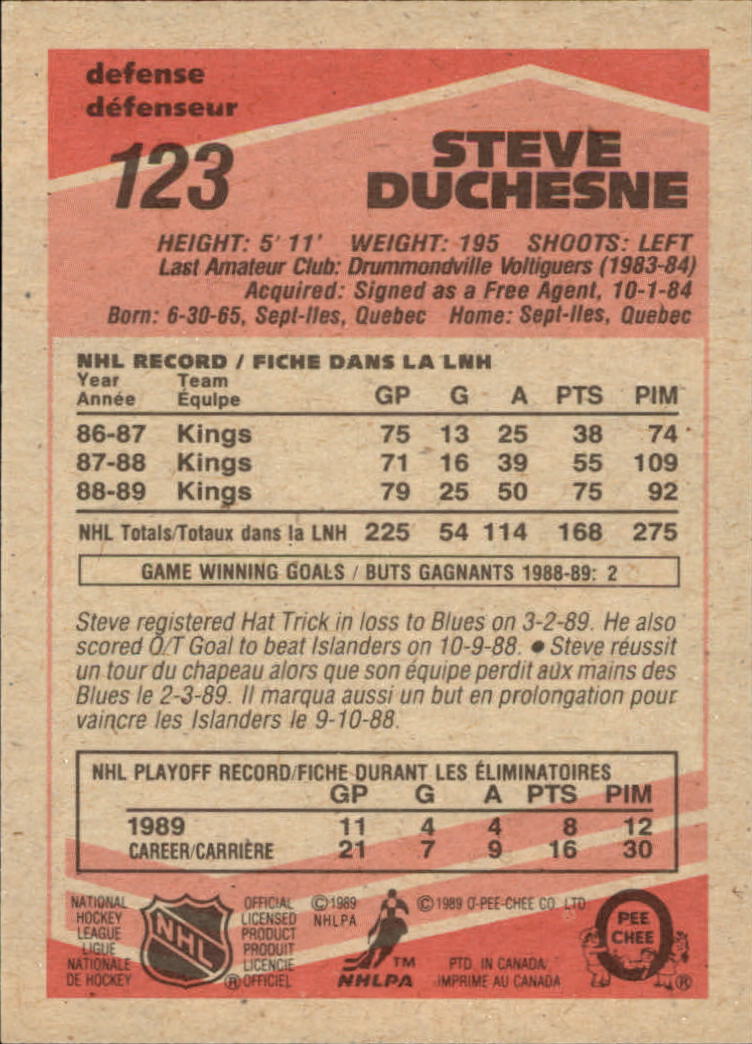 defense
défenseur
123
STEVE
DUCHESNE
HEIGHT: 5' 11' WEIGHT: 195 SHOOTS: LEFT
Last Amateur Club: Drummondville Voltiguers (1983-84)
Acquired: Signed as a Free Agent, 10-1-84
Born: 6-30-65, Sept-Iles, Quebec Home: Sept-Iles, Quebec
NHL RECORD / FICHE DANS LA LNH
Year Team
Année Équipe GP G A PTS PIM
86-87 Kings 75 13 25 38 74
87-88 Kings 71 16 39 55 109
88-89 Kings 79 25 50 75 92
NHL Totals/Totaux dans la LNH 225 54 114 168 275
GAME WINNING GOALS / BUTS GAGNANTS 1988-89: 2
Steve registered Hat Trick in loss to Blues on 3-2-89. He also
scored O/T Goal to beat Islanders on 10-9-88. ● Steve réussit
un tour du chapeau alors que son équipe perdit aux mains des
Blues le 2-3-89. Il marqua aussi un but en prolongation pour
vaincre les Islanders le 9-10-88.
NHL PLAYOFF RECORD/FICHE DURANT LES ÉLIMINATOIRES
GP G A PTS PIM
1989 11 4 4 8 12
CAREER/CARRIÈRE 21 7 9 16 30
NATIONAL
HOCKEY
LEAGUE
LIGUE
NATIONALE
DE HOCKEY
NHL
OFFICIAL
LICENSED
PRODUCT
PRODUIT
LICENCIE
® OFFICIEL
© 1989
NHLPA
TM
NHLPA
© 1989 O-PEE-CHEE CO. LTD
PTD. IN CANADA
IMPRIME AU CANADA
O
PEE
CHEE
®